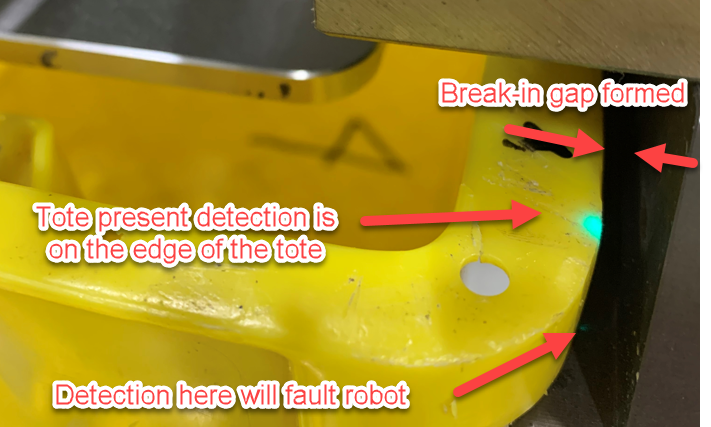 Break-in gap formed
Tote present detection is
on the edge of the tote
Detection here will fault robot